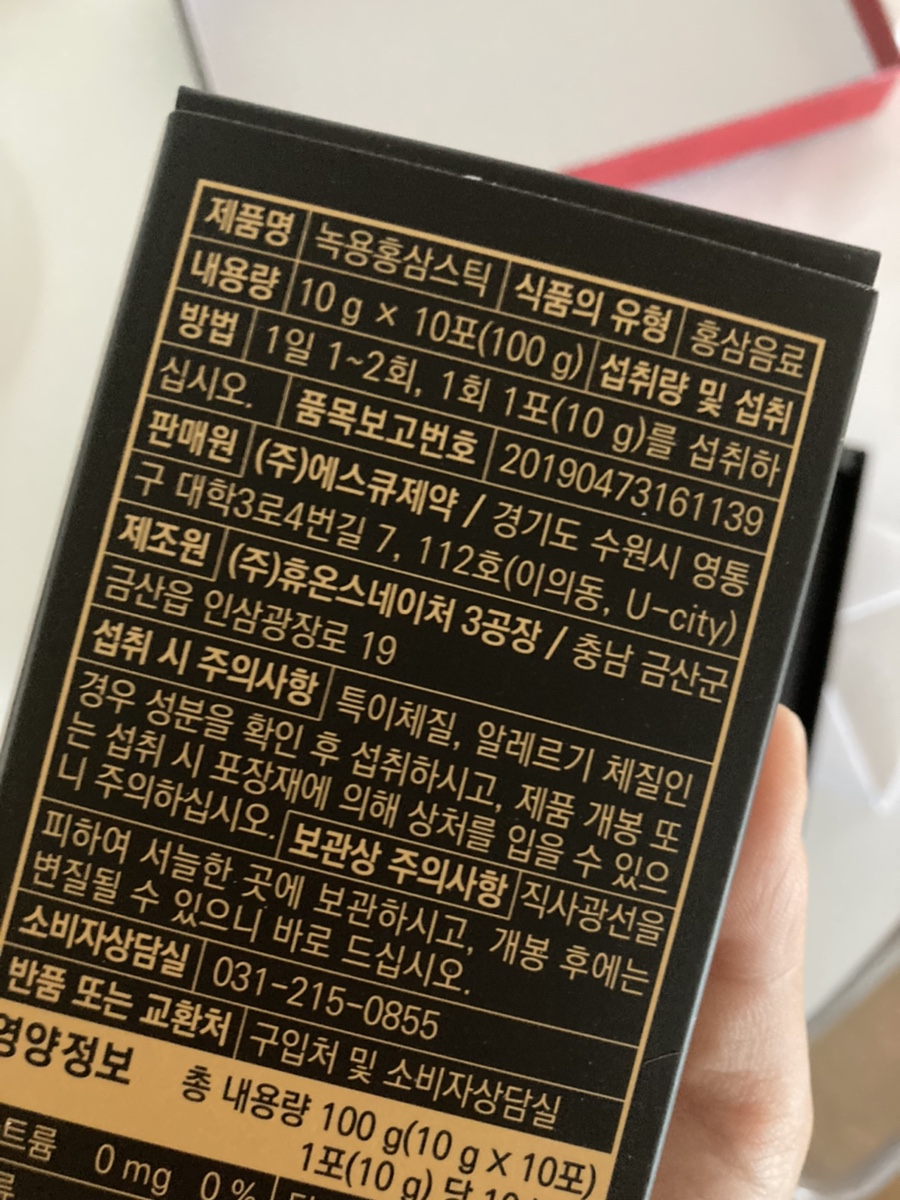 제품명 녹용홍삼스틱 식품의 유형 홍삼음료
내용량 10 g × 10포(100 g) 섭취량 및 섭취
방법 1일 1~2회, 1회 1포(10 g)를 섭취하
십시오. 품목보고번호 20190473161139
판매원 (주)에스큐제약 / 경기도 수원시 영통
구 대학3로4번길 7, 112호(이의동, U-city)
제조원 (주)휴온스네이처 3공장 / 충남 금산군
금산읍 인삼광장로 19
섭취 시 주의사항 특이체질, 알레르기 체질인
경우 성분을 확인 후 섭취하시고, 제품 개봉 또
는 섭취 시 포장재에 의해 상처를 입을 수 있으
니 주의하십시오. 보관상 주의사항 직사광선을
피하여 서늘한 곳에 보관하시고, 개봉 후에는
변질될 수 있으니 바로 드십시오.
소비자상담실 031-215-0855
반품 또는 교환처 구입처 및 소비자상담실
영양정보 총 내용량 100 g(10 g X 10포)
1포(10 g) 당
트륨 0 mg 0 %